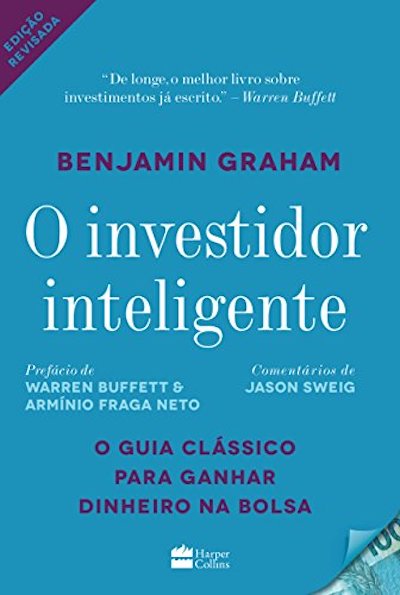 EDIÇÃO
REVISADA
“De longe, o melhor livro sobre
investimentos já escrito.” – Warren Buffett
BENJAMIN GRAHAM
O investidor
inteligente
Prefácio de
WARREN BUFFETT &
ARMÍNIO FRAGA NETO
Comentários de
JASON SWEIG
O GUIA CLÁSSICO
PARA GANHAR
DINHEIRO NA BOLSA
Harper
Collins
100